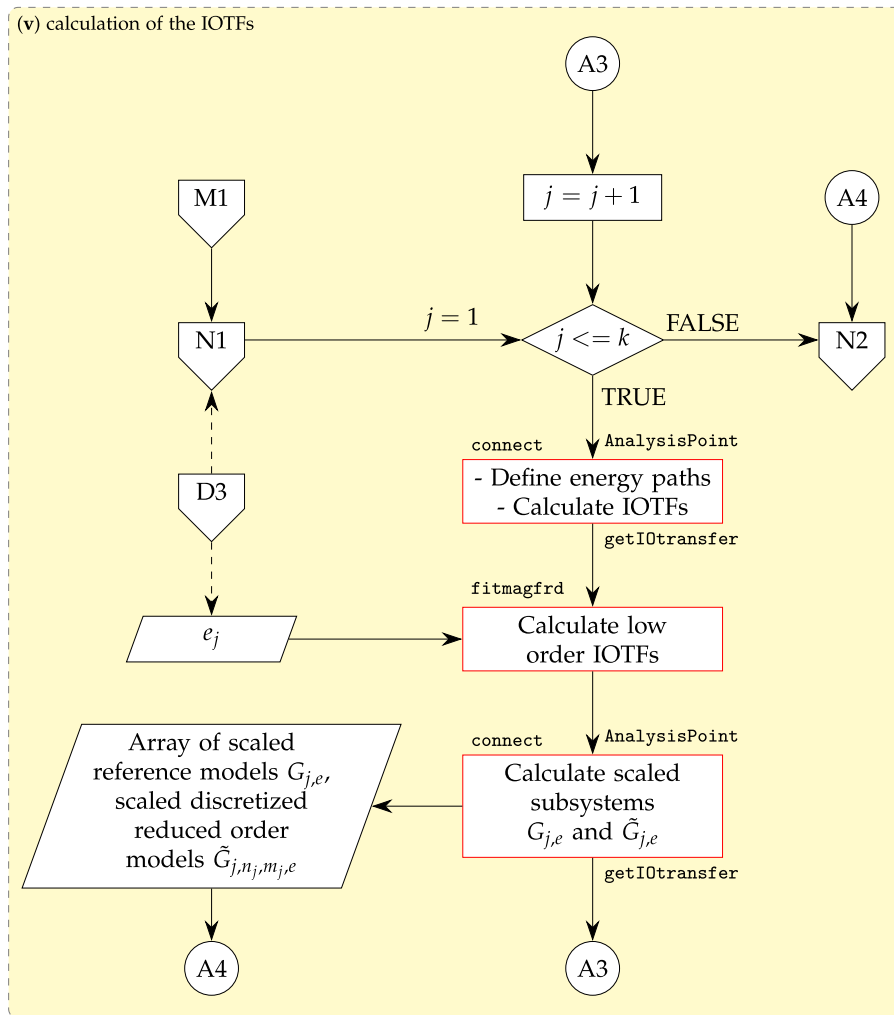 (v) calculation of the IOTFs
A3
M1
j = j + 1
A4
N1
j = 1
j <= k
FALSE
N2
TRUE
connect
AnalysisPoint
- Define energy paths
- Calculate IOTFs
D3
getIOtransfer
fitmagfrd
e_j
Calculate low
order IOTFs
connect
AnalysisPoint
Array of scaled
reference models G_{j,e},
scaled discretized
reduced order
models G̃_{j,n_j,m_j,e}
Calculate scaled
subsystems
G_{j,e} and G̃_{j,e}
getIOtransfer
A4
A3